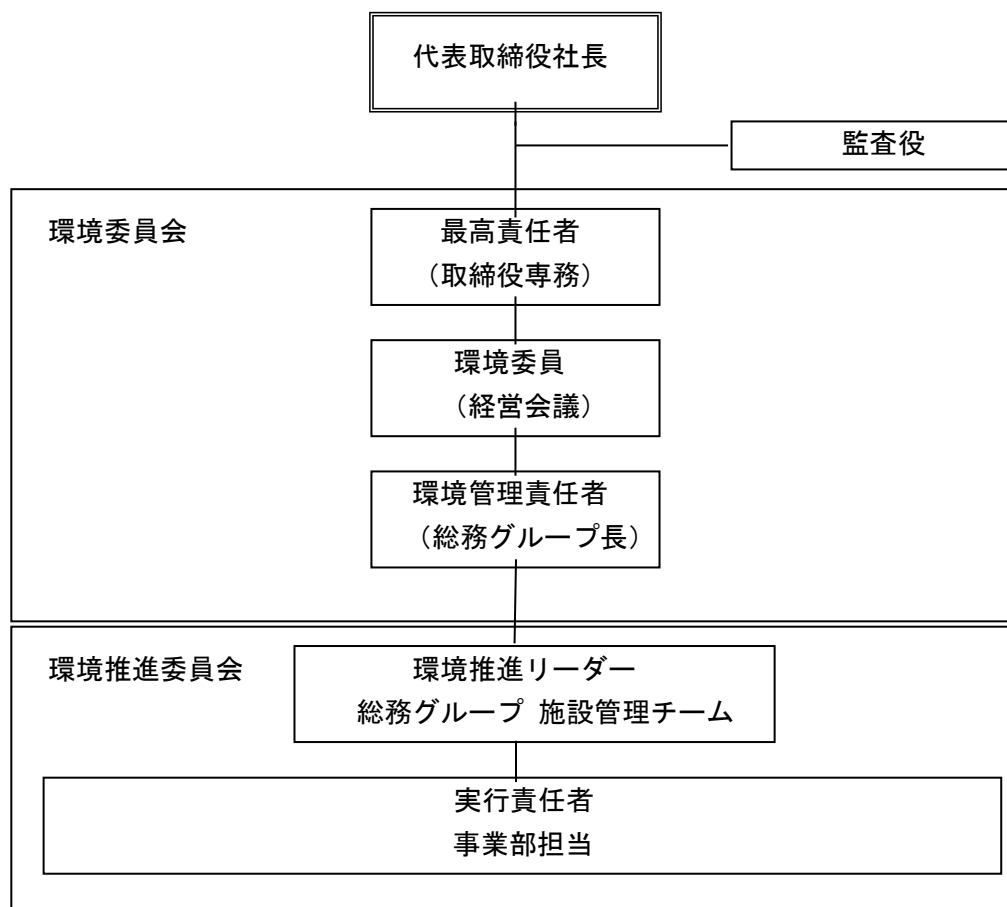 代表取締役社長
監査役
環境委員会
最高責任者
（取締役専務）
環境委員
（経営会議）
環境管理責任者
（総務グループ長）
環境推進委員会
環境推進リーダー
総務グループ 施設管理チーム
実行責任者
事業部担当